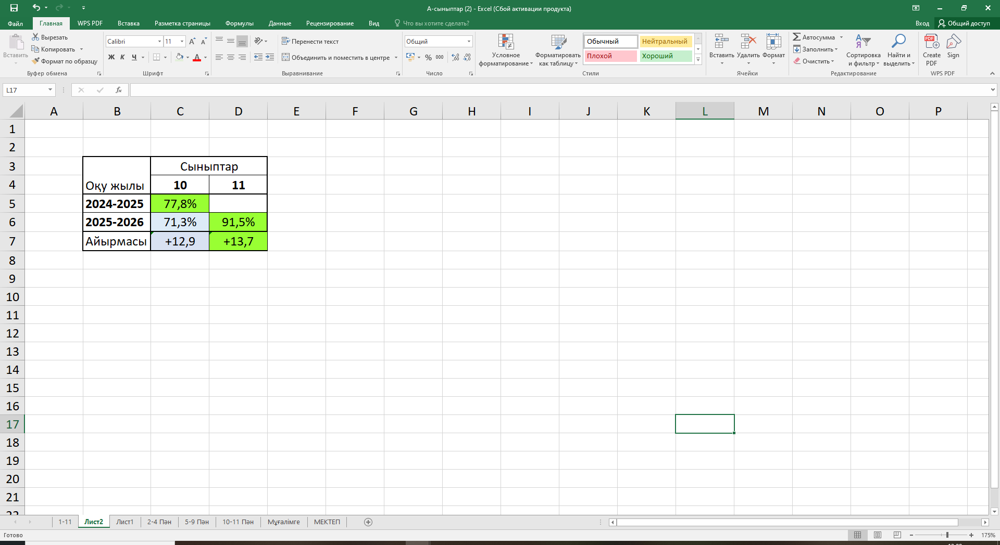 А-сыныптар (2) - Excel (Сбой активации продукта)
Файл Главная WPS PDF Вставка Разметка страницы Формулы Данные Рецензирование Вид Что вы хотите сделать? Вход Общий доступ
Вставить
Вырезать
Копировать
Формат по образцу
Буфер обмена
Calibri 11
Ж К Ч
Шрифт
Перенести текст
Объединить и поместить в центре
Выравнивание
Общий
% 000
Число
Условное форматирование
Форматировать как таблицу
Обычный Нейтральный
Плохой Хороший
Стили
Вставить Удалить Формат
Ячейки
Автосумма
Заполнить
Очистить
Сортировка и фильтр
Найти и выделить
Редактирование
Create PDF
Sign
WPS PDF
L17
fx
A B C D E F G H I J K L M N O P
1
2
3 Сыныптар
4 Оқу жылы 10 11
5 2024-2025 77,8%
6 2025-2026 71,3% 91,5%
7 Айырмасы +12,9 +13,7
8
9
10
11
12
13
14
15
16
17
18
19
20
21
1-11 Лист2 Лист1 2-4 Пән 5-9 Пән 10-11 Пән Мұғалімге МЕКТЕП
Готово 175%